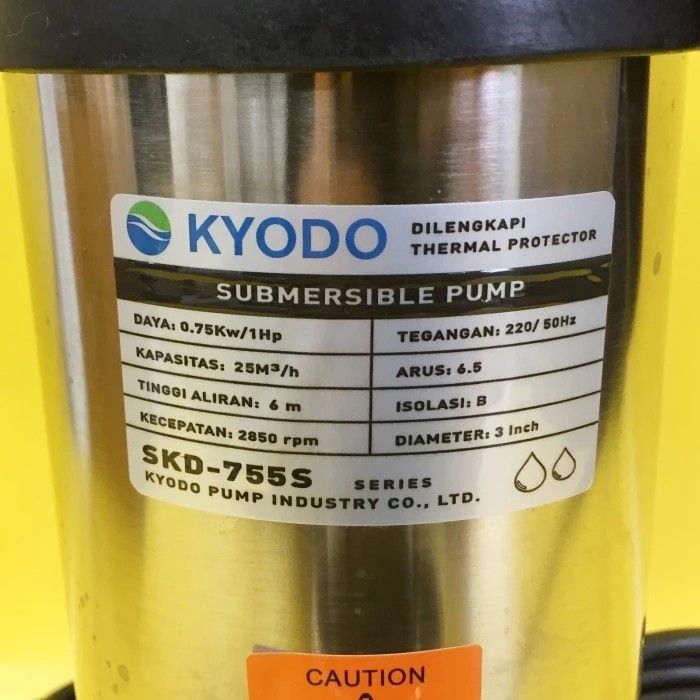 KYODO
DILENGKAPI
THERMAL PROTECTOR
SUBMERSIBLE PUMP
DAYA: 0.75Kw/1Hp
TEGANGAN: 220/ 50Hz
KAPASITAS: 25M³/h
ARUS: 6.5
TINGGI ALIRAN: 6 m
ISOLASI: B
KECEPATAN: 2850 rpm
DIAMETER: 3 Inch
SKD-755S SERIES
KYODO PUMP INDUSTRY CO., LTD.
CAUTION